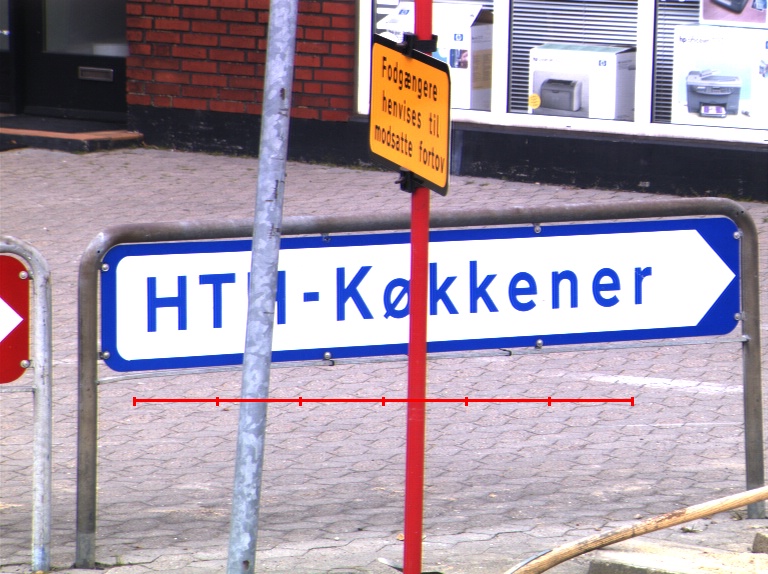 Fodgængere
henvises til
modsatte fortov
HTH-Køkkener